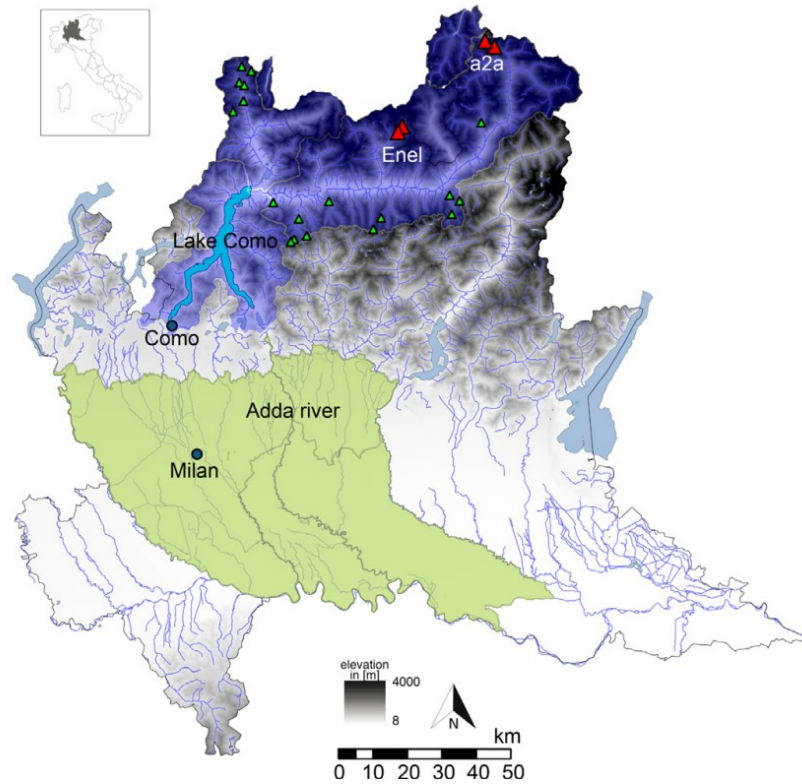 a2a
Enel
Lake Como
Como
Adda river
Milan
elevation
in [m]
4000
8
N
km
0 10 20 30 40 50